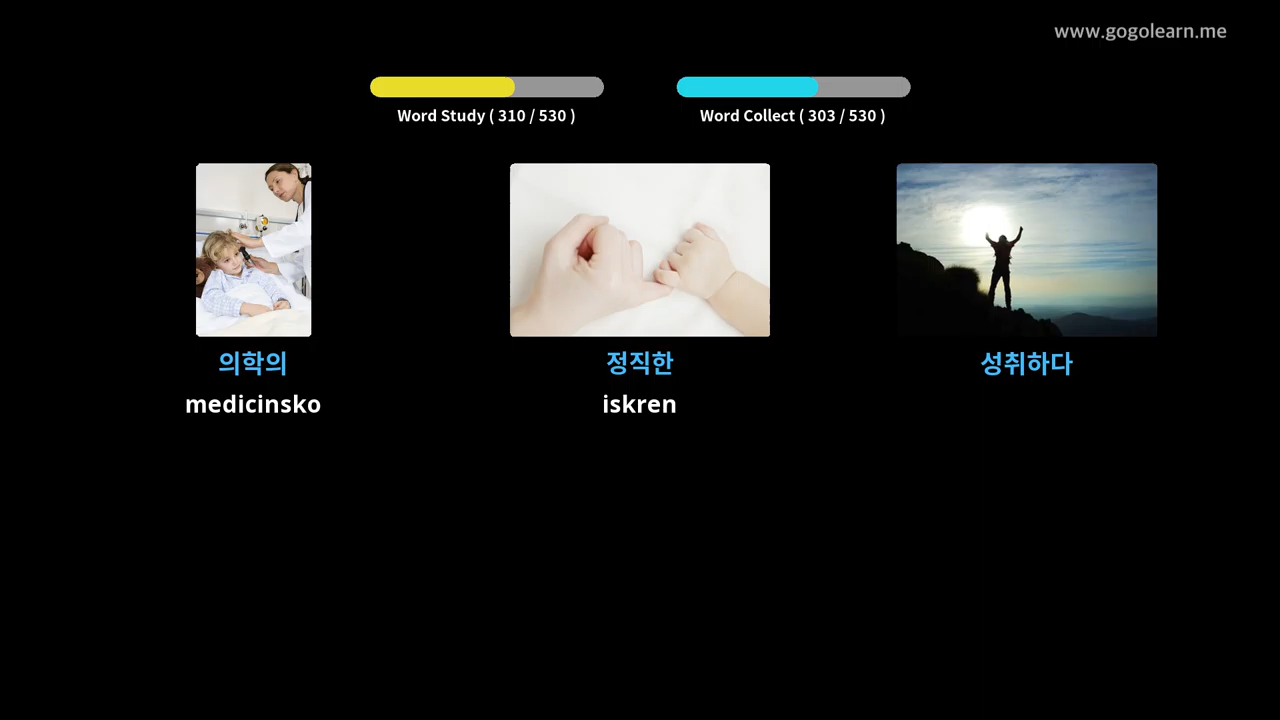 www.gogolearn.me
Word Study ( 310 / 530 )
Word Collect ( 303 / 530 )
의학의
정직한
성취하다
medicinsko
iskren